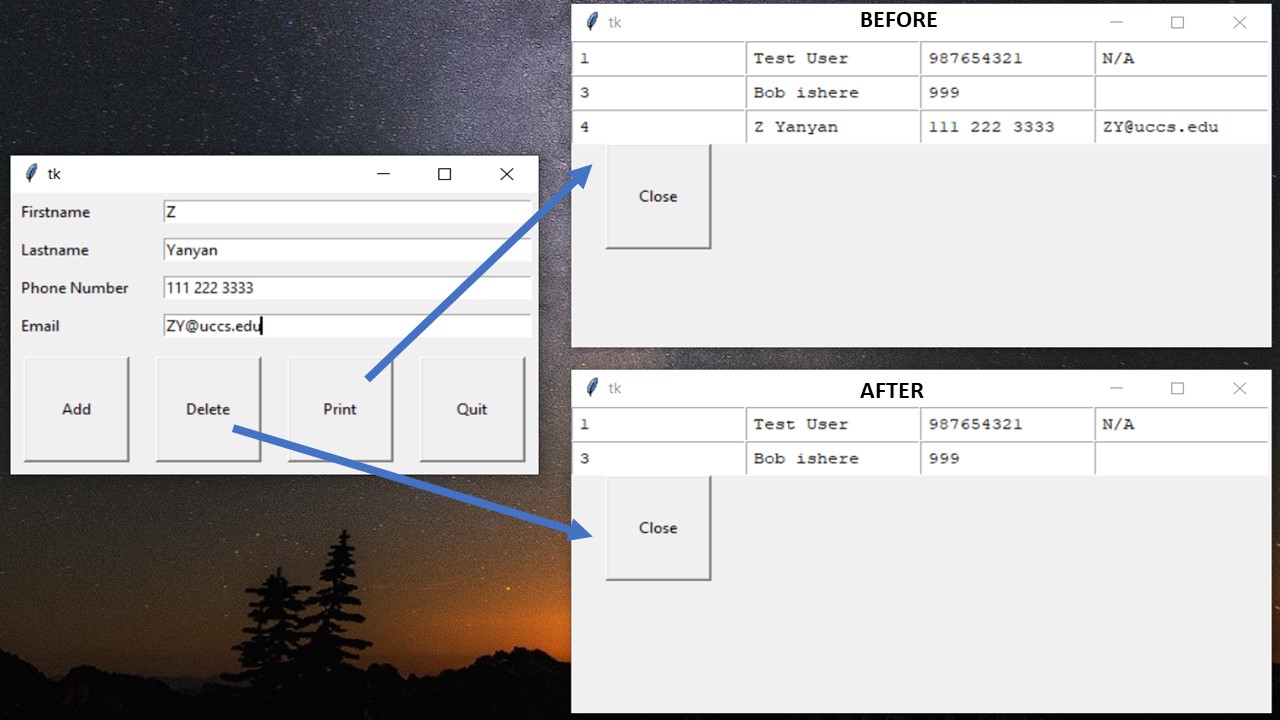 tk
Firstname Z
Lastname Yanyan
Phone Number 111 222 3333
Email ZY@uccs.edu
Add Delete Print Quit
tk BEFORE
1 Test User 987654321 N/A
3 Bob ishere 999
4 Z Yanyan 111 222 3333 ZY@uccs.edu
Close
tk AFTER
1 Test User 987654321 N/A
3 Bob ishere 999
Close